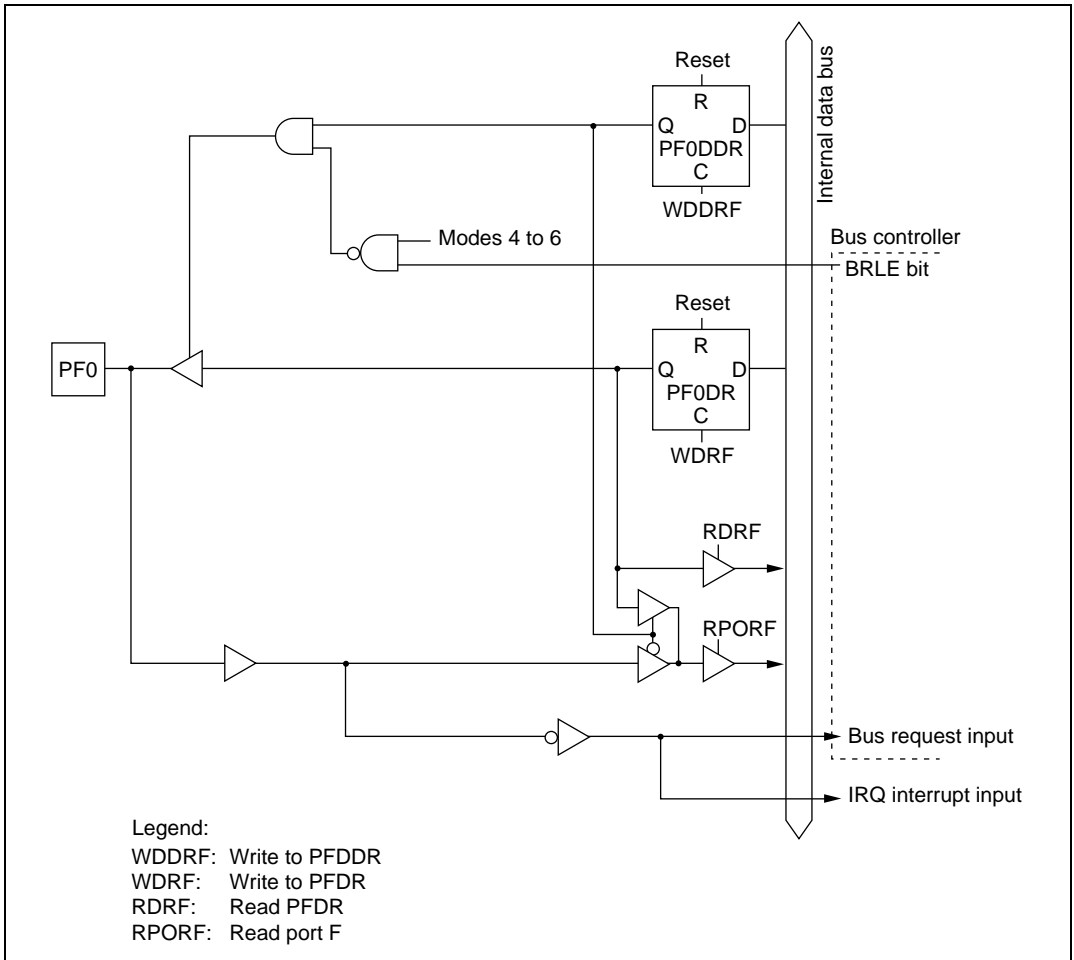 Reset
R
Q D
PF0DDR
C
WDDRF
Internal data bus
Modes 4 to 6
Bus controller
BRLE bit
Reset
R
Q D
PF0DR
C
WDRF
PF0
RDRF
RPORF
Bus request input
IRQ interrupt input
Legend:
WDDRF: Write to PFDDR
WDRF: Write to PFDR
RDRF: Read PFDR
RPORF: Read port F